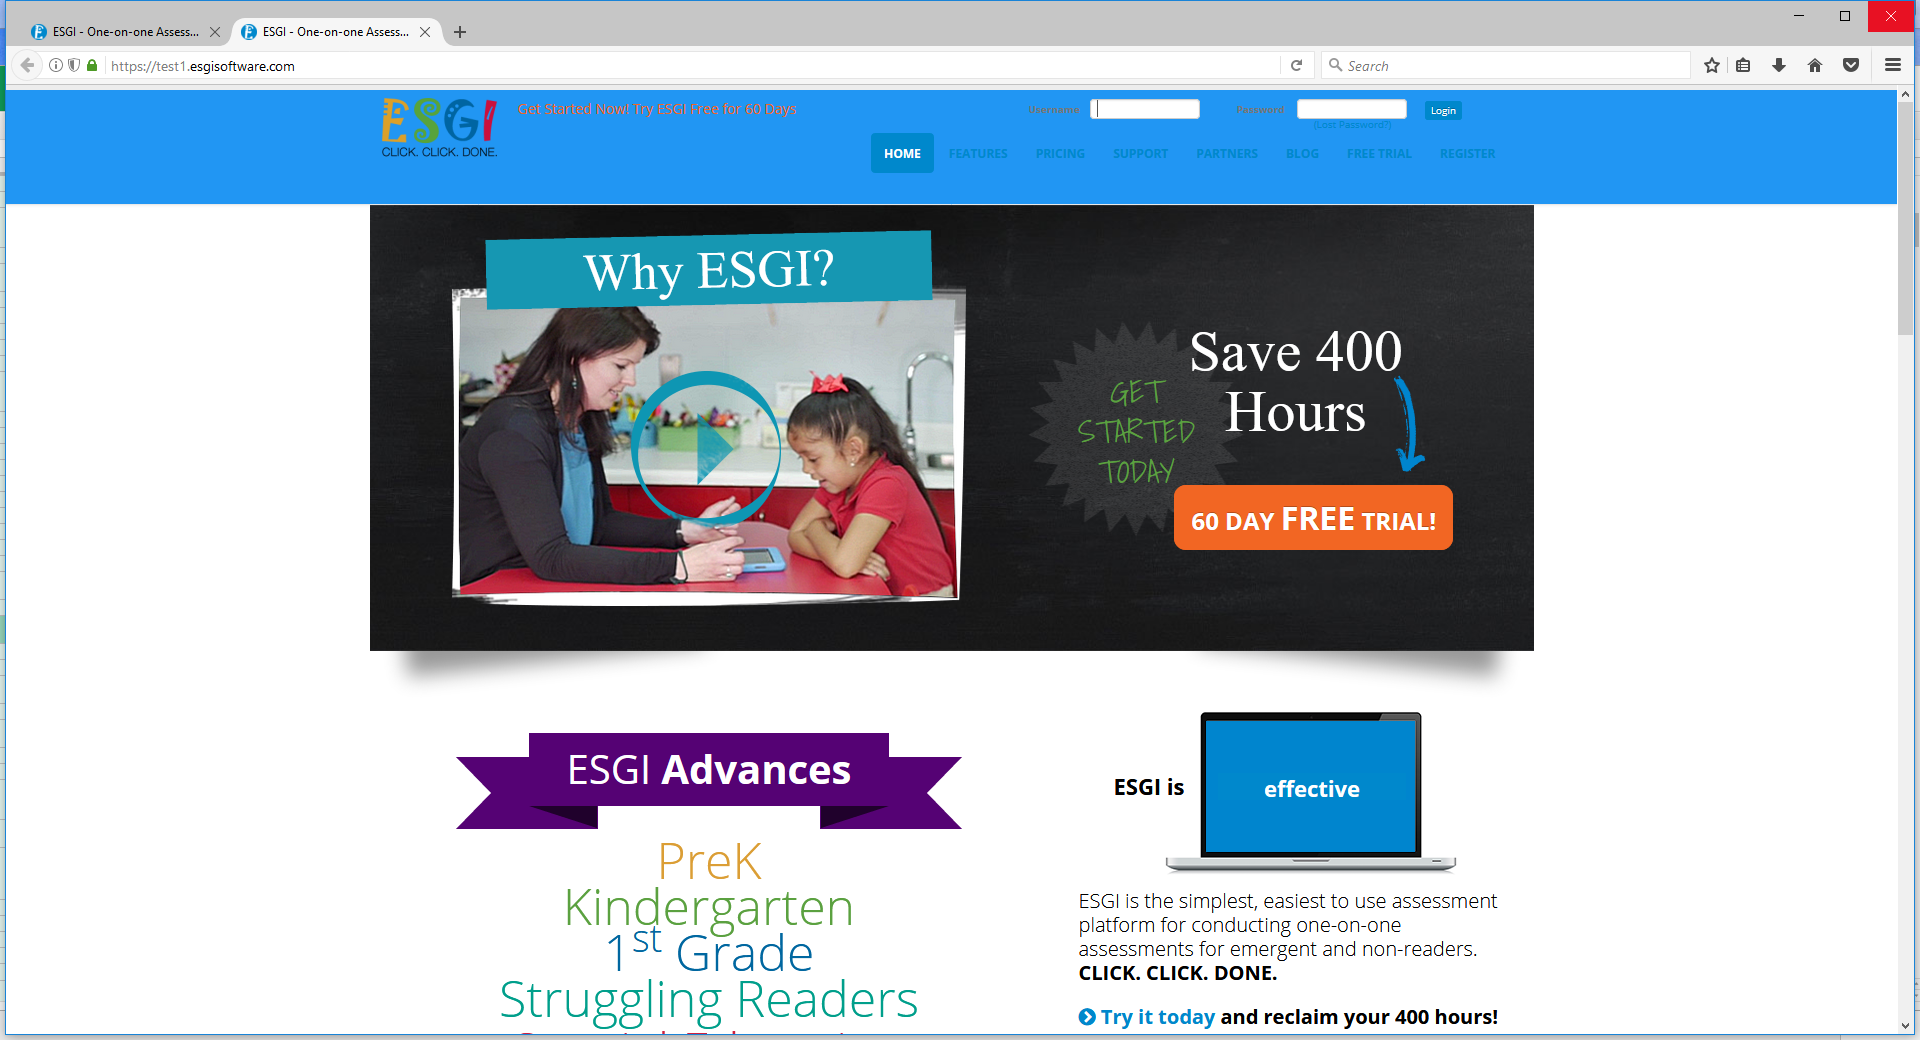 ESGI - One-on-one Assess...
ESGI - One-on-one Assess...
https://test1.esgisoftware.com
Search
ESGI
CLICK. CLICK. DONE.
Get Started Now! Try ESGI Free for 60 Days
Username
Password
Login
(Lost Password?)
HOME FEATURES PRICING SUPPORT PARTNERS BLOG FREE TRIAL REGISTER
Why ESGI?
GET
STARTED
TODAY
Save 400
Hours
60 DAY FREE TRIAL!
ESGI Advances
PreK
Kindergarten
1st Grade
Struggling Readers
ESGI is
effective
ESGI is the simplest, easiest to use assessment
platform for conducting one-on-one
assessments for emergent and non-readers.
CLICK. CLICK. DONE.
Try it today and reclaim your 400 hours!